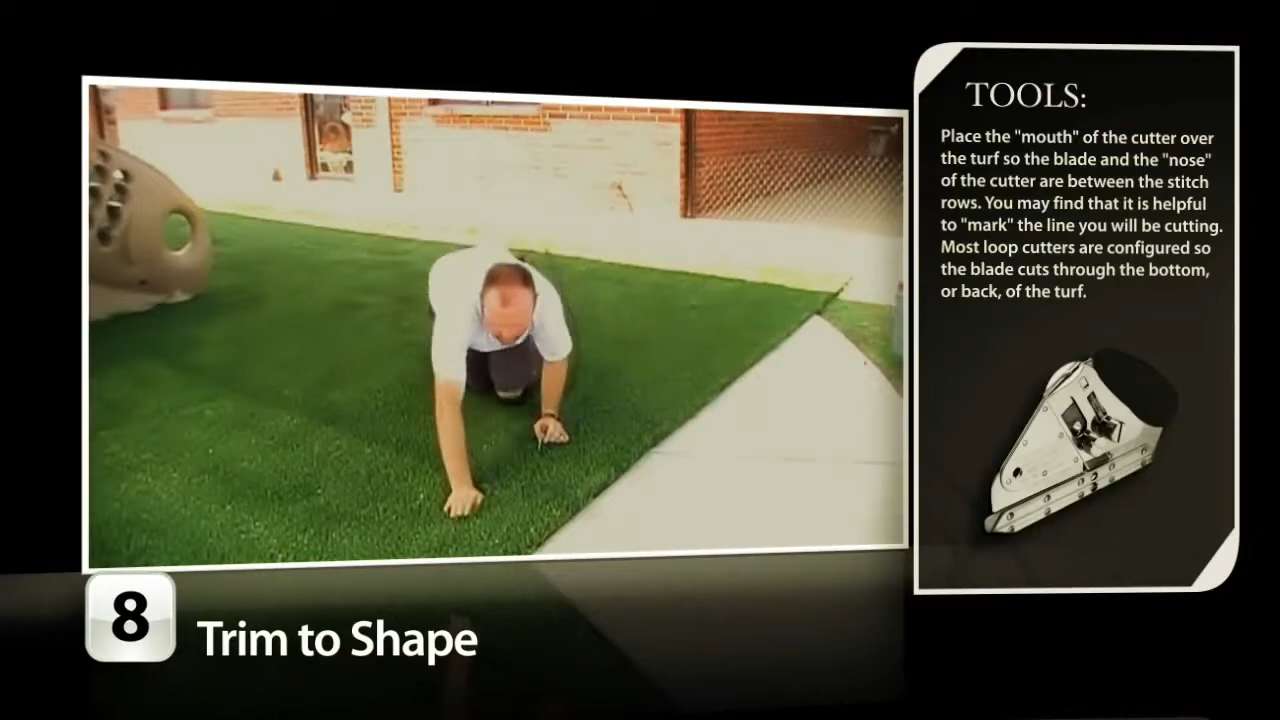 TOOLS:
Place the "mouth" of the cutter over
the turf so the blade and the "nose"
of the cutter are between the stitch
rows. You may find that it is helpful
to "mark" the line you will be cutting.
Most loop cutters are configured so
the blade cuts through the bottom,
or back, of the turf.
8
Trim to Shape